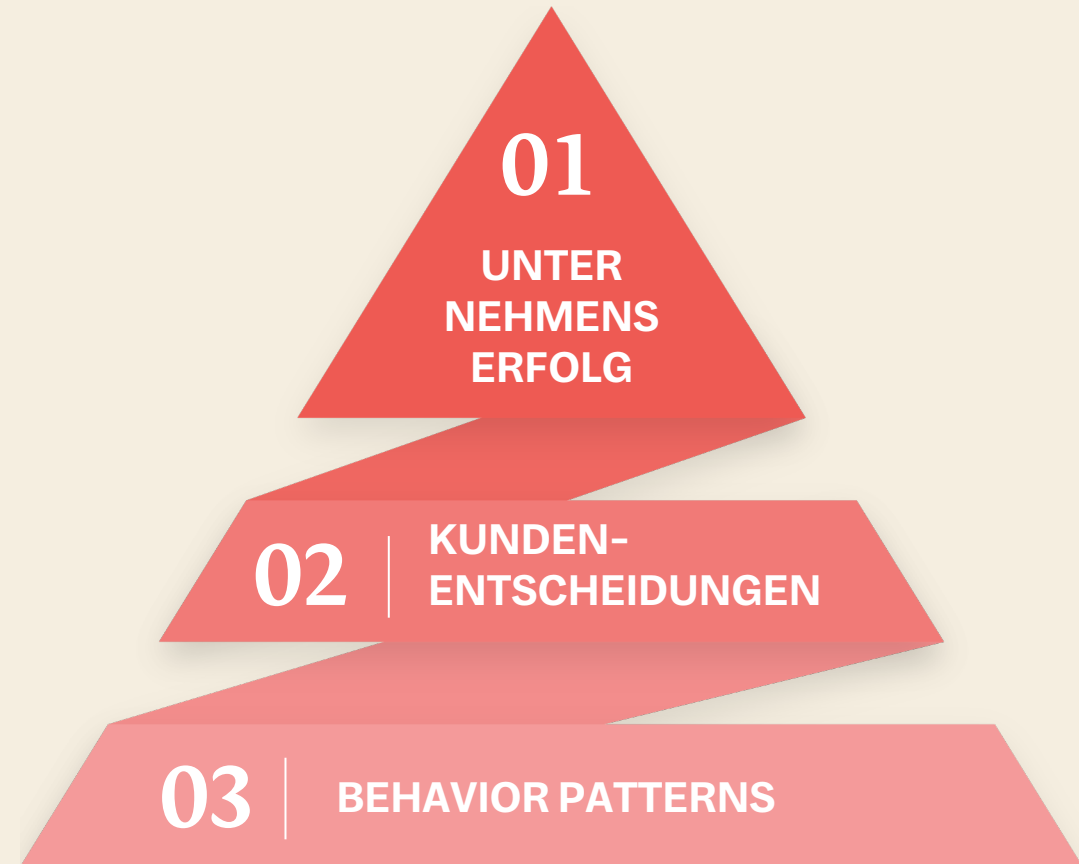 01
UNTER
NEHMENS
ERFOLG
02
KUNDEN-
ENTSCHEIDUNGEN
03
BEHAVIOR PATTERNS